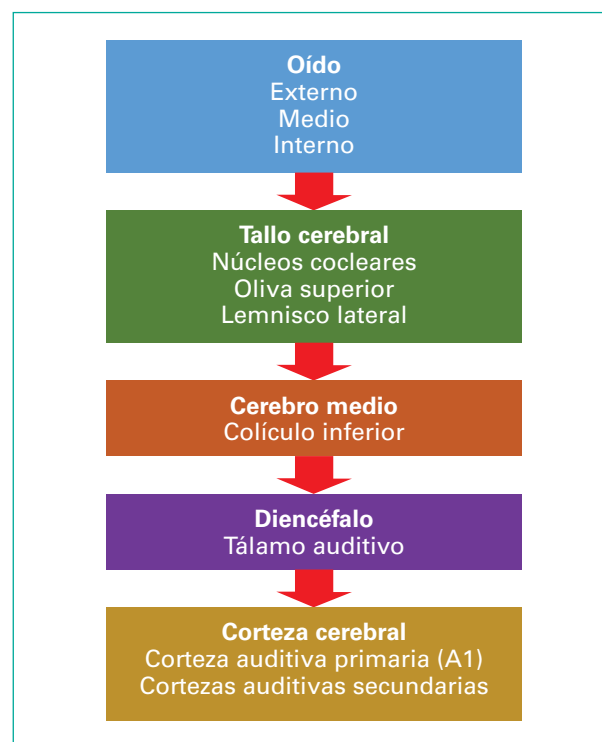 Oído
Externo
Medio
Interno
Tallo cerebral
Núcleos cocleares
Oliva superior
Lemnisco lateral
Cerebro medio
Colículo inferior
Diencéfalo
Tálamo auditivo
Corteza cerebral
Corteza auditiva primaria (A1)
Cortezas auditivas secundarias